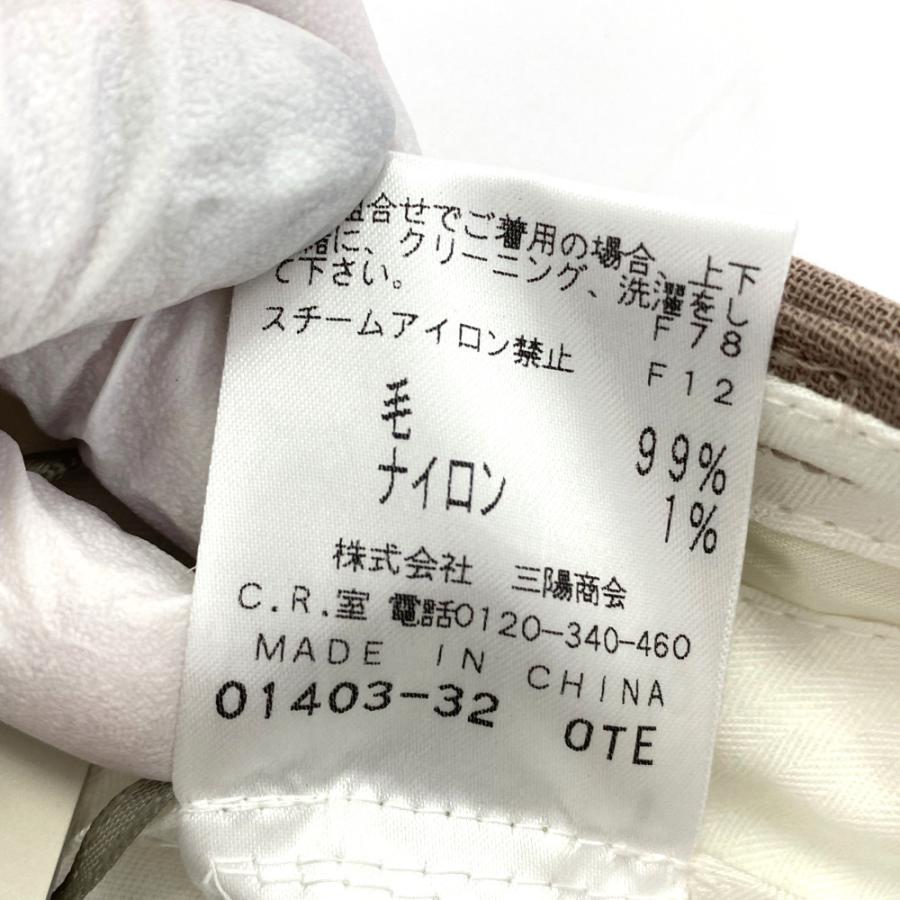 組合せでご着用の場合、上下
緒に、クリーニング、洗濯をし
て下さい。
F78
スチームアイロン禁止
F12
毛 99%
ナイロン 1%
株式会社 三陽商会
C.R.室 電話0120-340-460
MADE IN CHINA
01403-32 OTE